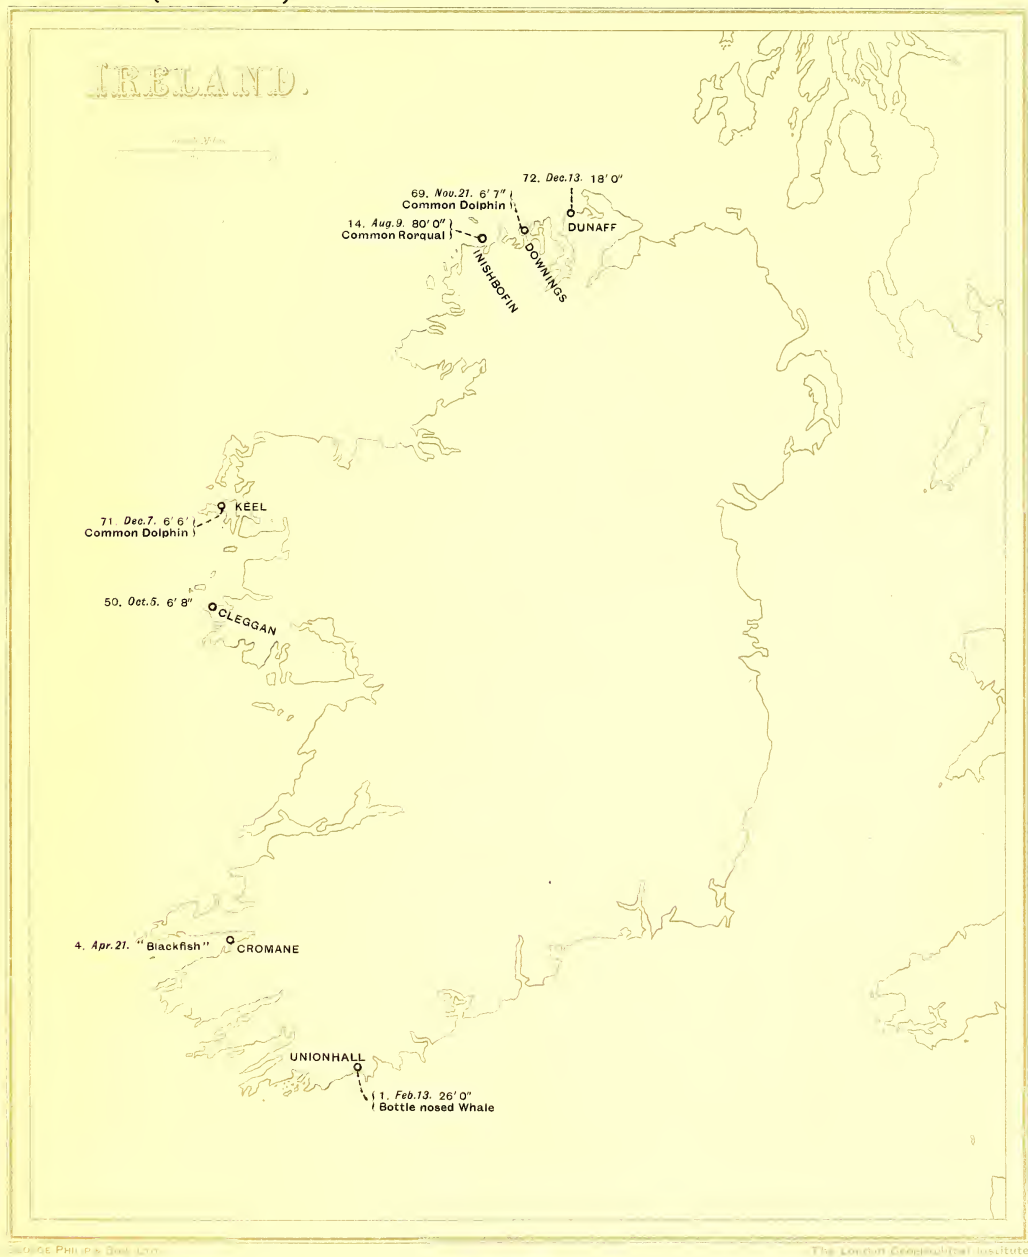 IRELAND.
72. Dec.13. 18' 0"
DUNAFF
69. Nov.21. 6' 7"
Common Dolphin
DOWNINGS
14. Aug.9. 80' 0"
Common Rorqual
INISHBOFIN
KEEL
71. Dec.7. 6' 6'
Common Dolphin
50. Oct.5. 6' 8"
CLEGGAN
4. Apr.21. "Blackfish"
CROMANE
UNIONHALL
1. Feb.13. 26' 0"
Bottle nosed Whale
The London Geographical Institute